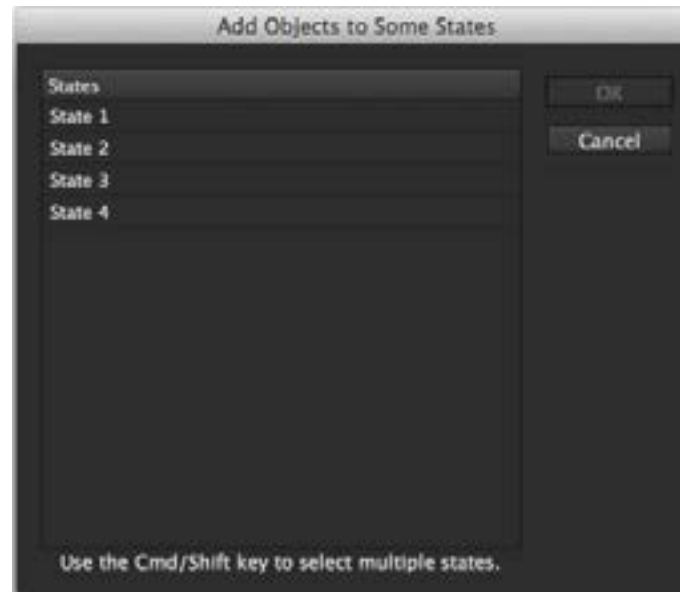 Add Objects to Some States
States
OK
State 1
Cancel
State 2
State 3
State 4
Use the Cmd/Shift key to select multiple states.